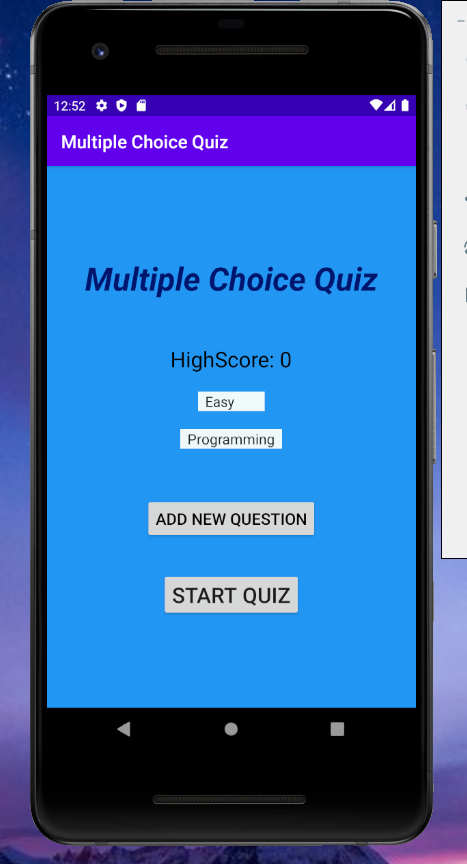 12:52
Multiple Choice Quiz
Multiple Choice Quiz
HighScore: 0
Easy
Programming
ADD NEW QUESTION
START QUIZ